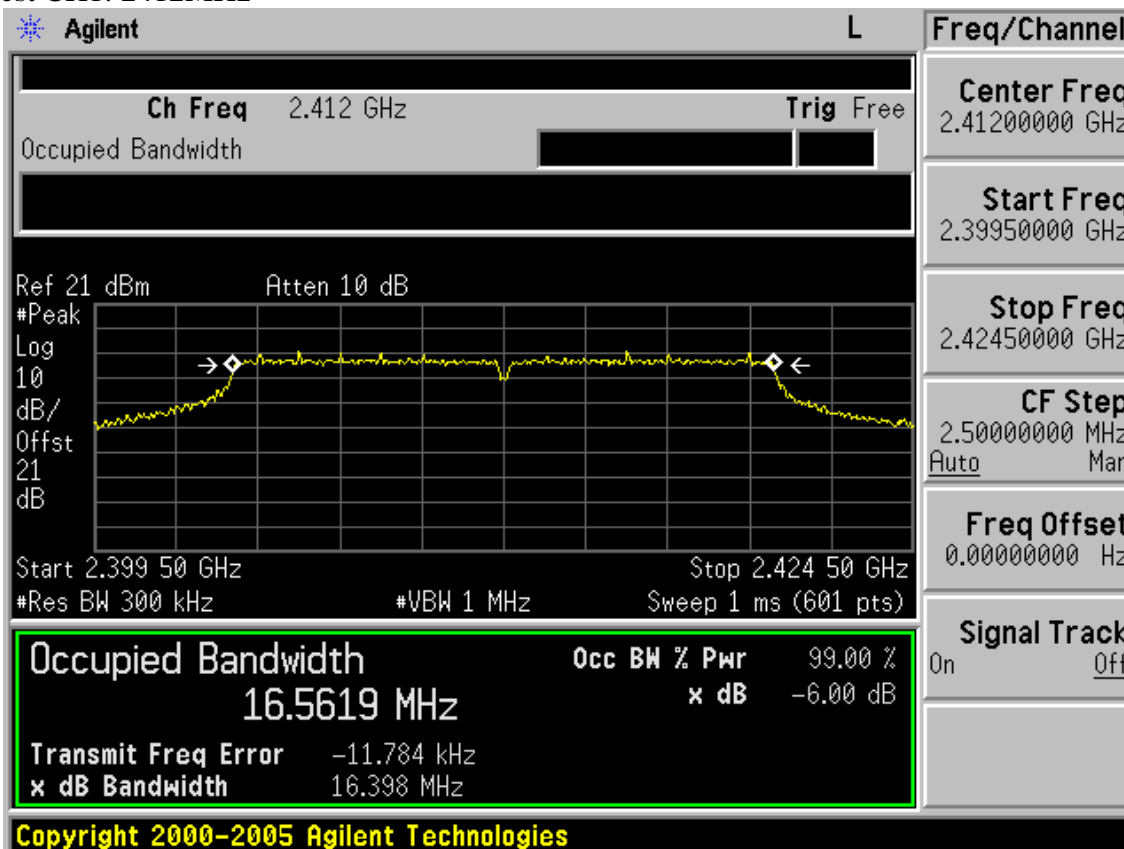 Agilent L Freq/Channel
Ch Freq 2.412 GHz Trig Free
Occupied Bandwidth
Center Freq
2.41200000 GHz
Start Freq
2.39950000 GHz
Stop Freq
2.42450000 GHz
CF Step
2.50000000 MHz
Auto Man
Freq Offset
0.00000000 Hz
Signal Track
On Off
Ref 21 dBm Atten 10 dB
#Peak
Log
10
dB/
Offst
21
dB
Start 2.399 50 GHz Stop 2.424 50 GHz
#Res BW 300 kHz #VBW 1 MHz Sweep 1 ms (601 pts)
Occupied Bandwidth Occ BW % Pwr 99.00 %
16.5619 MHz x dB -6.00 dB
Transmit Freq Error -11.784 kHz
x dB Bandwidth 16.398 MHz
Copyright 2000-2005 Agilent Technologies